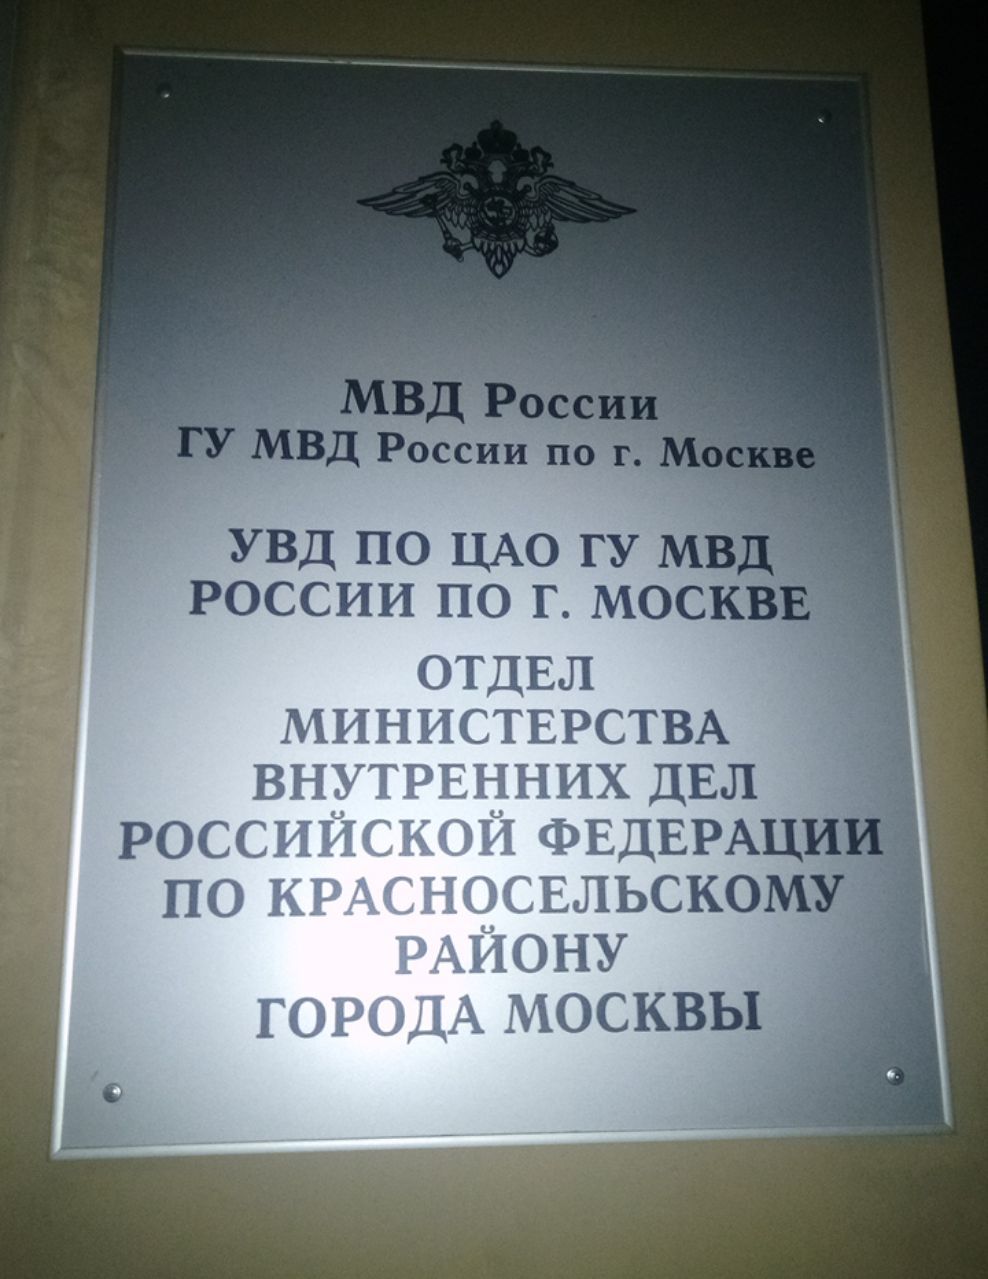 МВД России
ГУ МВД России по г. Москве
УВД ПО ЦАО ГУ МВД
РОССИИ ПО Г. МОСКВЕ
ОТДЕЛ
МИНИСТЕРСТВА
ВНУТРЕННИХ ДЕЛ
РОССИЙСКОЙ ФЕДЕРАЦИИ
ПО КРАСНОСЕЛЬСКОМУ
РАЙОНУ
ГОРОДА МОСКВЫ